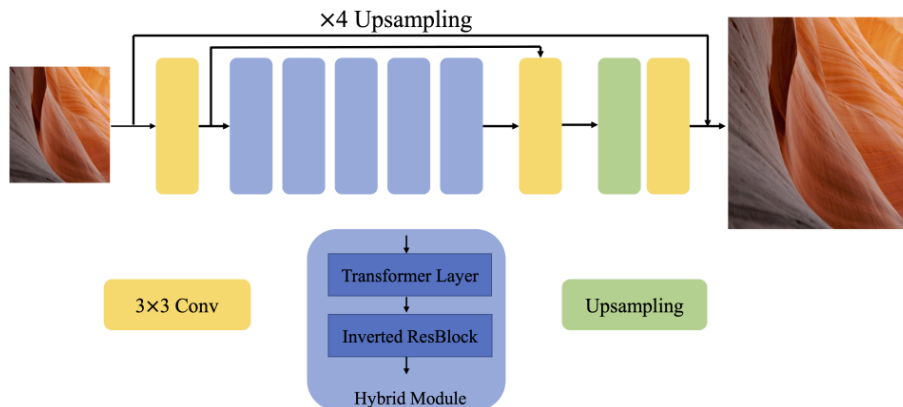 ×4 Upsampling
Transformer Layer
3×3 Conv
Upsampling
Inverted ResBlock
Hybrid Module